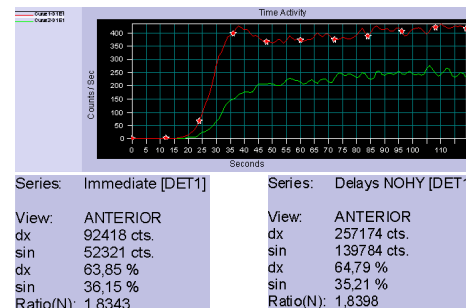 Time Activity
Counts / Sec
400
350
300
250
200
150
100
50
0
0 5 10 15 20 25 30 35 40 45 50 55 60 65 70 75 80 85 90 95 100 110
Seconds
Series: Immediate [DET1]
View: ANTERIOR
dx 92418 cts.
sin 52321 cts.
dx 63,85 %
sin 36,15 %
Ratio(N): 1,8343
Series: Delays NOHY [DET1
View: ANTERIOR
dx 257174 cts.
sin 139784 cts.
dx 64,79 %
sin 35,21 %
Ratio(N): 1,8398